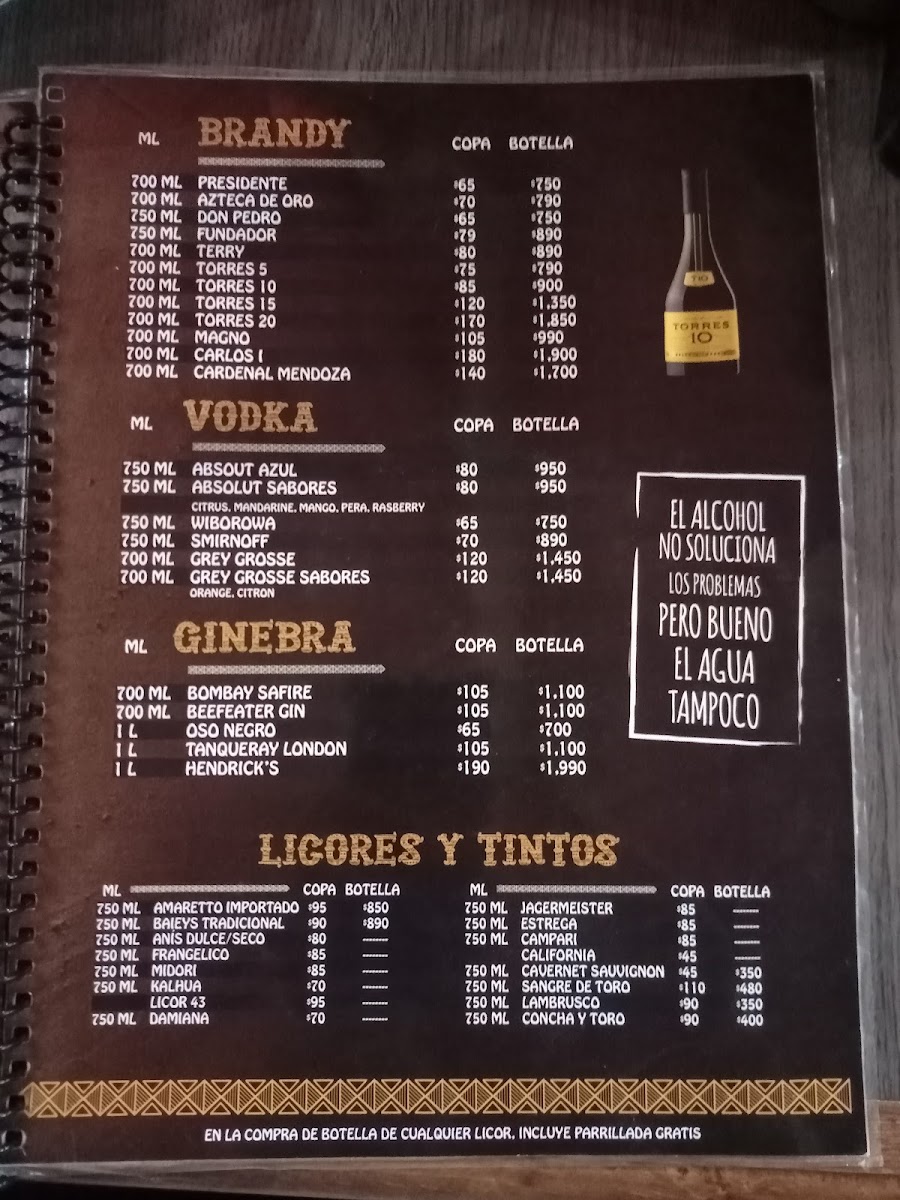 ML BRANDY COPA BOTELLA
700 ML PRESIDENTE $65 $750
700 ML AZTECA DE ORO $70 $790
750 ML DON PEDRO $65 $750
750 ML FUNDADOR $79 $890
700 ML TERRY $80 $890
700 ML TORRES 5 $75 $790
700 ML TORRES 10 $85 $900
700 ML TORRES 15 $120 $1,350
700 ML TORRES 20 $170 $1,850
700 ML MAGNO $105 $990
700 ML CARLOS I $180 $1,900
700 ML CARDENAL MENDOZA $140 $1,700
T10
TORRES
10
ML VODKA COPA BOTELLA
750 ML ABSOUT AZUL $80 $950
750 ML ABSOLUT SABORES $80 $950
CITRUS, MANDARINE, MANGO, PERA, RASBERRY
750 ML WIBOROWA $65 $750
750 ML SMIRNOFF $70 $890
700 ML GREY GROSSE $120 $1,450
700 ML GREY GROSSE SABORES $120 $1,450
ORANGE, CITRON
EL ALCOHOL
NO SOLUCIONA
LOS PROBLEMAS
PERO BUENO
EL AGUA
TAMPOCO
ML GINEBRA COPA BOTELLA
700 ML BOMBAY SAFIRE $105 $1,100
700 ML BEEFEATER GIN $105 $1,100
1 L OSO NEGRO $65 $700
1 L TANQUERAY LONDON $105 $1,100
1 L HENDRICK'S $190 $1,990
LICORES Y TINTOS
ML COPA BOTELLA
750 ML AMARETTO IMPORTADO $95 $850
750 ML BAIEYS TRADICIONAL $90 $890
750 ML ANIS DULCE/SECO $80 -------
750 ML FRANGELICO $85 -------
750 ML MIDORI $85 -------
750 ML KALHUA $70 -------
LICOR 43 $95 -------
750 ML DAMIANA $70 -------
ML COPA BOTELLA
750 ML JAGERMEISTER $85 -------
750 ML ESTREGA $85 -------
750 ML CAMPARI $85 -------
CALIFORNIA $45 -------
750 ML CAVERNET SAUVIGNON $45 $350
750 ML SANGRE DE TORO $110 $480
750 ML LAMBRUSCO $90 $350
750 ML CONCHA Y TORO $90 $400
EN LA COMPRA DE BOTELLA DE CUALQUIER LICOR, INCLUYE PARRILLADA GRATIS